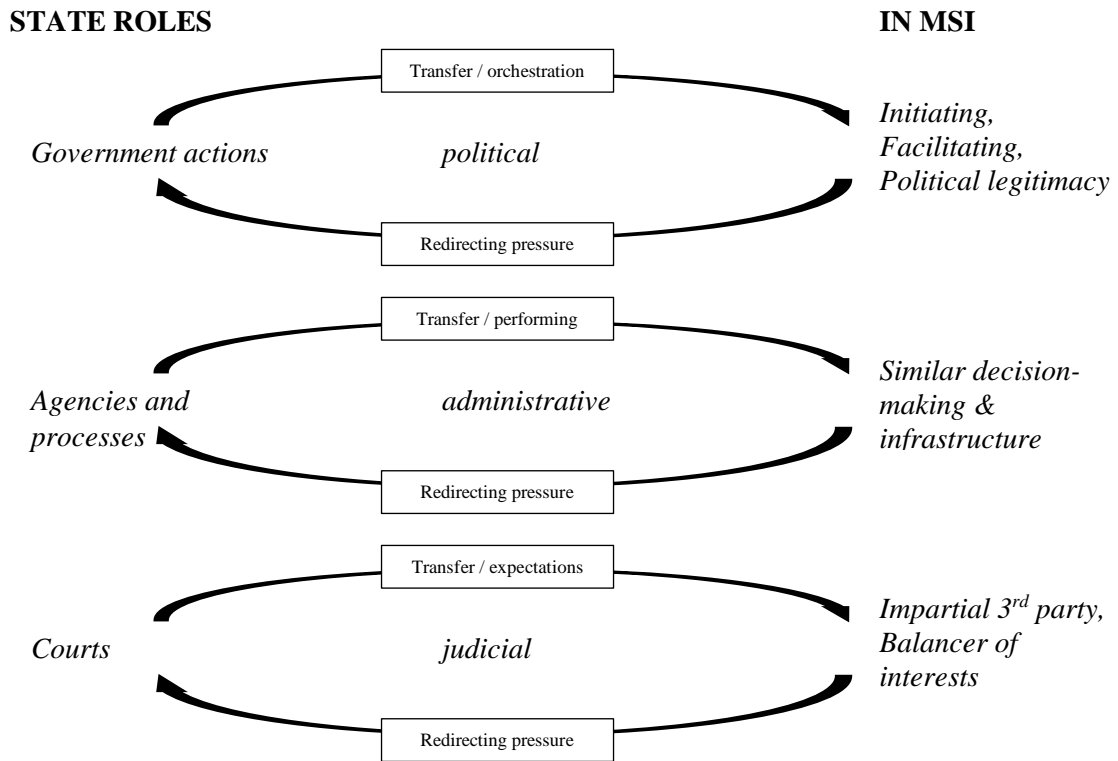 STATE ROLES
IN MSI
Transfer / orchestration
Government actions
political
Initiating,
Facilitating,
Political legitimacy
Redirecting pressure
Transfer / performing
Agencies and
processes
administrative
Similar decision-
making &
infrastructure
Redirecting pressure
Transfer / expectations
Courts
judicial
Impartial 3rd party,
Balancer of
interests
Redirecting pressure